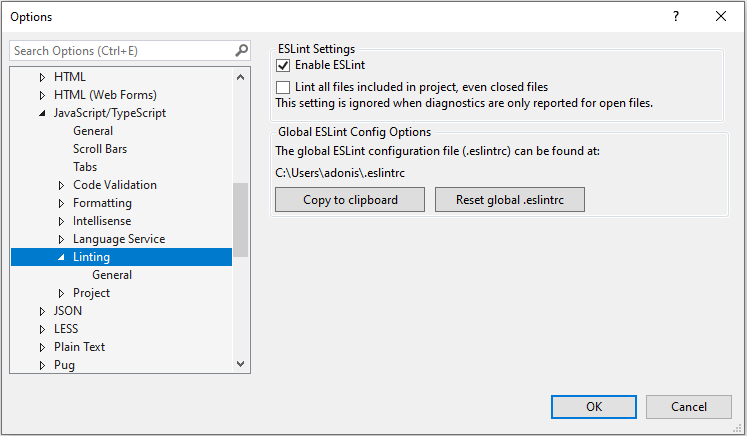 Options
Search Options (Ctrl+E)
HTML
HTML (Web Forms)
JavaScript/TypeScript
General
Scroll Bars
Tabs
Code Validation
Formatting
Intellisense
Language Service
Linting
General
Project
JSON
LESS
Plain Text
Pug
ESLint Settings
Enable ESLint
Lint all files included in project, even closed files
This setting is ignored when diagnostics are only reported for open files.
Global ESLint Config Options
The global ESLint configuration file (.eslintrc) can be found at:
C:\Users\adonis\.eslintrc
Copy to clipboard
Reset global .eslintrc
OK
Cancel